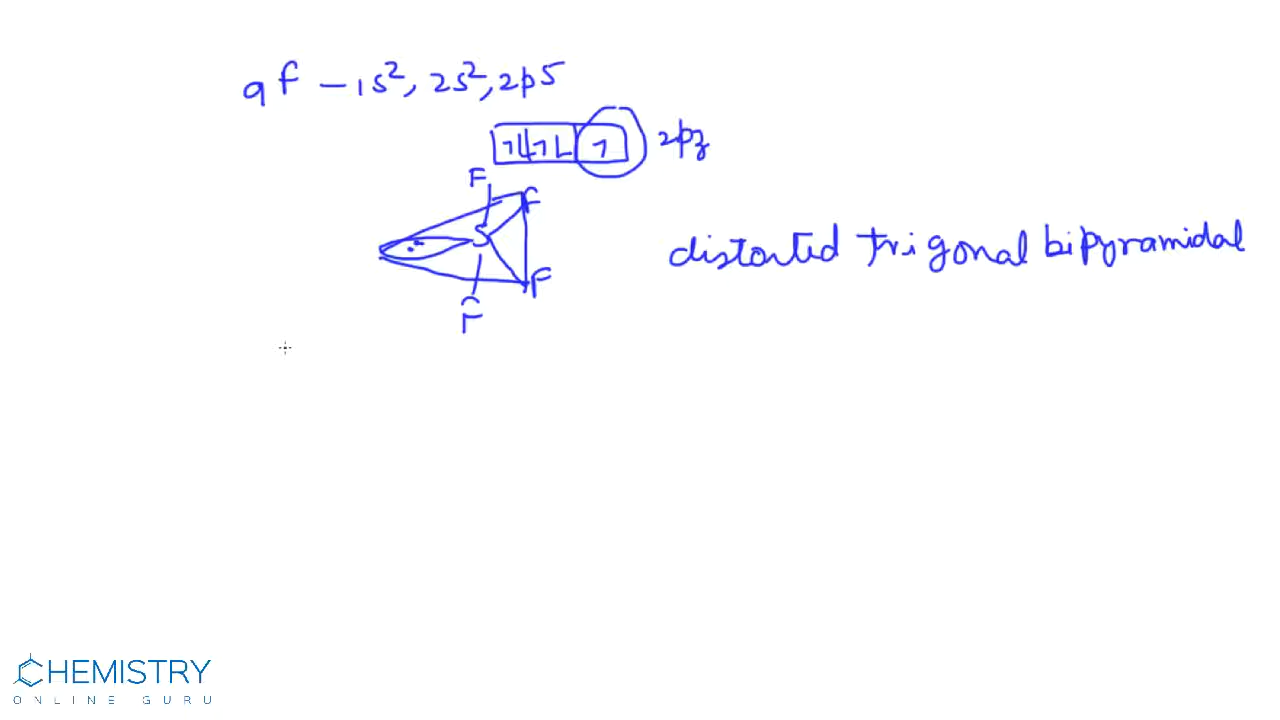 9F - 1s², 2s², 2p5
2pz
F
F
S
distorted trigonal bipyramidal
F
F
CHEMISTRY
ONLINE GURU